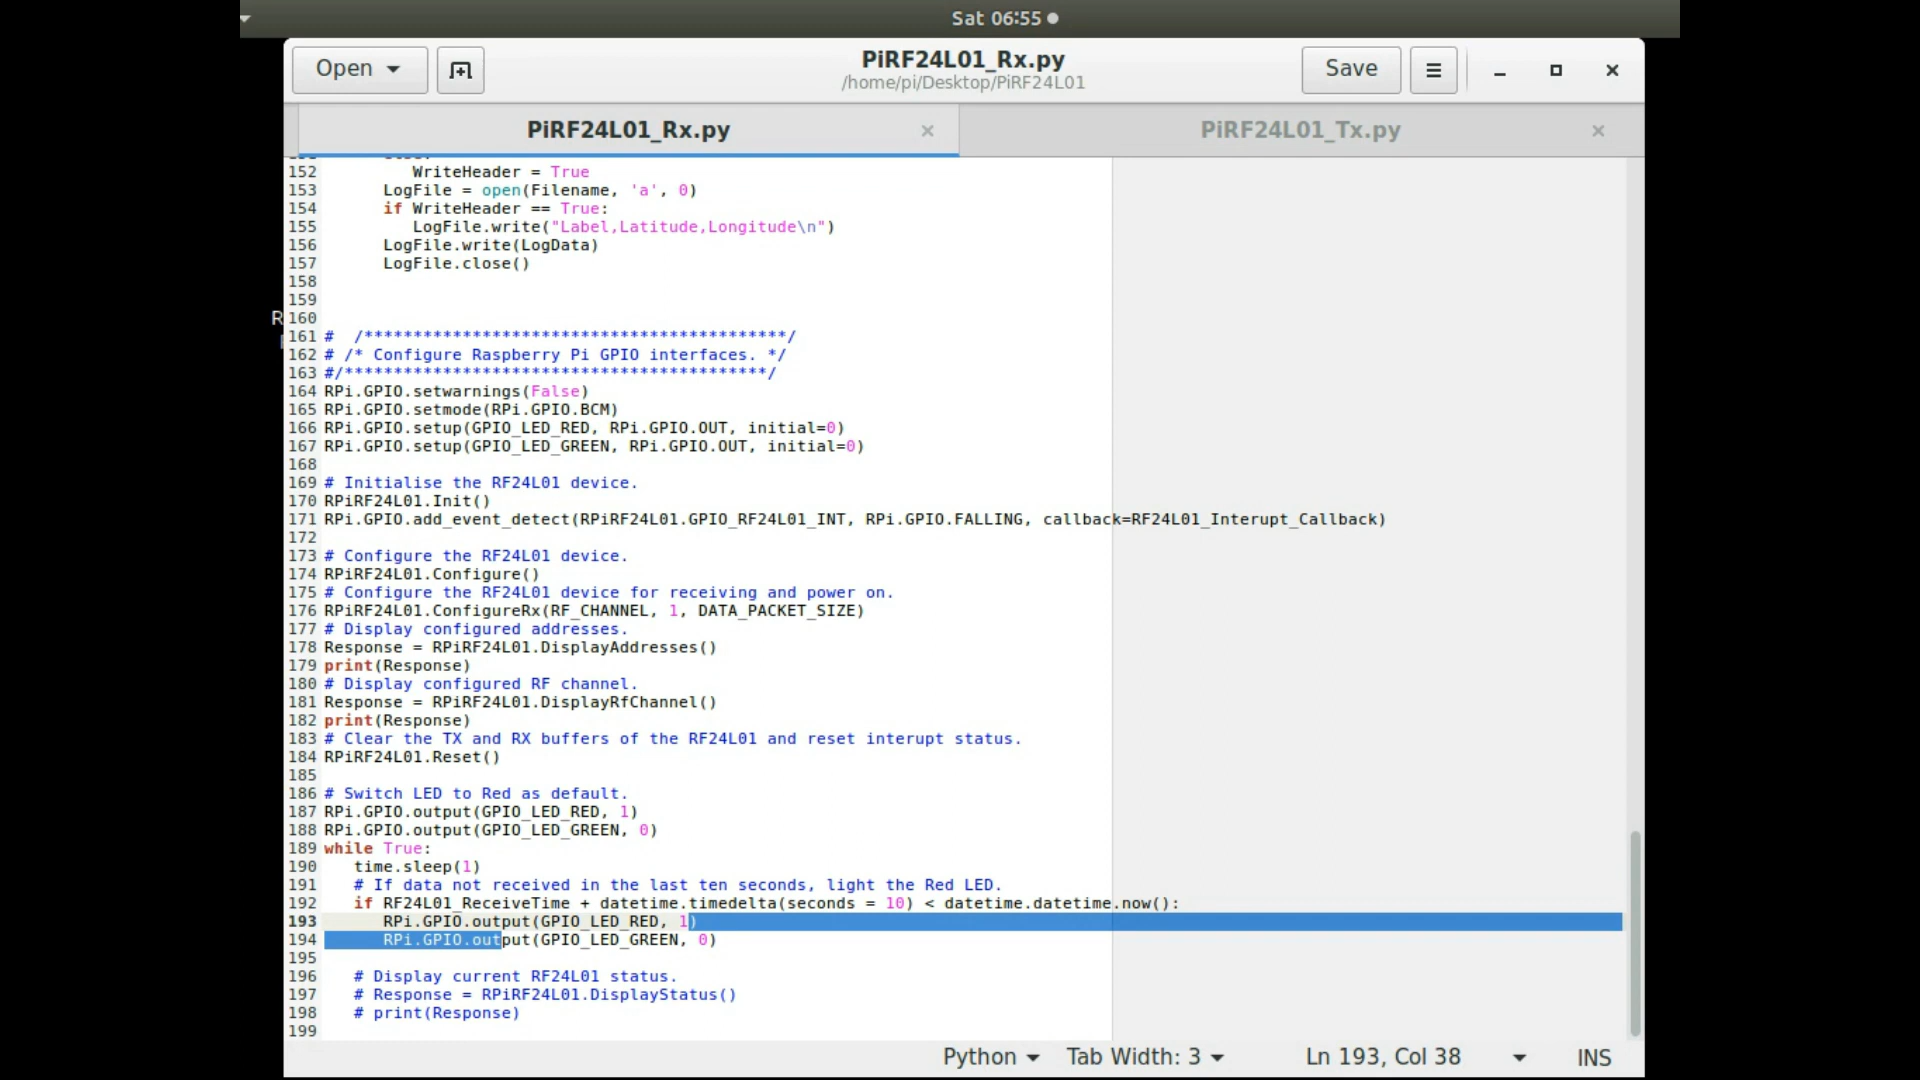 Sat 06:55
Open
PiRF24L01_Rx.py
/home/pi/Desktop/PiRF24L01
Save
PiRF24L01_Rx.py
PiRF24L01_Tx.py
152 WriteHeader = True
153 LogFile = open(Filename, 'a', 0)
154 if WriteHeader == True:
155 LogFile.write("Label,Latitude,Longitude\n")
156 LogFile.write(LogData)
157 LogFile.close()
158
159
R
160
161 # /*******************************************/
162 # /* Configure Raspberry Pi GPIO interfaces. */
163 #/*******************************************/
164 RPi.GPIO.setwarnings(False)
165 RPi.GPIO.setmode(RPi.GPIO.BCM)
166 RPi.GPIO.setup(GPIO_LED_RED, RPi.GPIO.OUT, initial=0)
167 RPi.GPIO.setup(GPIO_LED_GREEN, RPi.GPIO.OUT, initial=0)
168
169 # Initialise the RF24L01 device.
170 RPiRF24L01.Init()
171 RPi.GPIO.add_event_detect(RPiRF24L01.GPIO_RF24L01_INT, RPi.GPIO.FALLING, callback=RF24L01_Interupt_Callback)
172
173 # Configure the RF24L01 device.
174 RPiRF24L01.Configure()
175 # Configure the RF24L01 device for receiving and power on.
176 RPiRF24L01.ConfigureRx(RF_CHANNEL, 1, DATA_PACKET_SIZE)
177 # Display configured addresses.
178 Response = RPiRF24L01.DisplayAddresses()
179 print(Response)
180 # Display configured RF channel.
181 Response = RPiRF24L01.DisplayRfChannel()
182 print(Response)
183 # Clear the TX and RX buffers of the RF24L01 and reset interupt status.
184 RPiRF24L01.Reset()
185
186 # Switch LED to Red as default.
187 RPi.GPIO.output(GPIO_LED_RED, 1)
188 RPi.GPIO.output(GPIO_LED_GREEN, 0)
189 while True:
190 time.sleep(1)
191 # If data not received in the last ten seconds, light the Red LED.
192 if RF24L01_ReceiveTime + datetime.timedelta(seconds = 10) < datetime.datetime.now():
193 RPi.GPIO.output(GPIO_LED_RED, 1)
194 RPi.GPIO.output(GPIO_LED_GREEN, 0)
195
196 # Display current RF24L01 status.
197 # Response = RPiRF24L01.DisplayStatus()
198 # print(Response)
199
Python Tab Width: 3 Ln 193, Col 38 INS